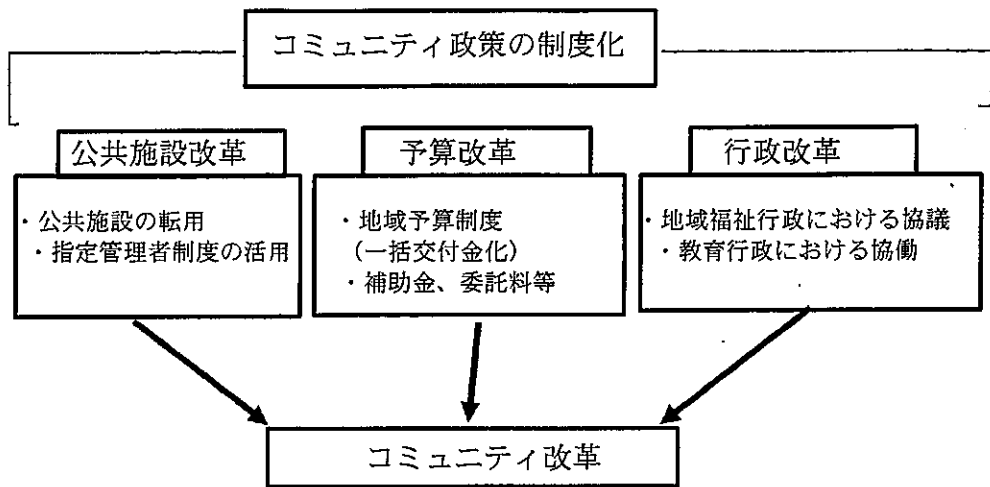 コミュニティ政策の制度化
公共施設改革
・公共施設の転用
・指定管理者制度の活用
予算改革
・地域予算制度
(一括交付金化)
・補助金、委託料等
行政改革
・地域福祉行政における協議
・教育行政における協働
コミュニティ改革